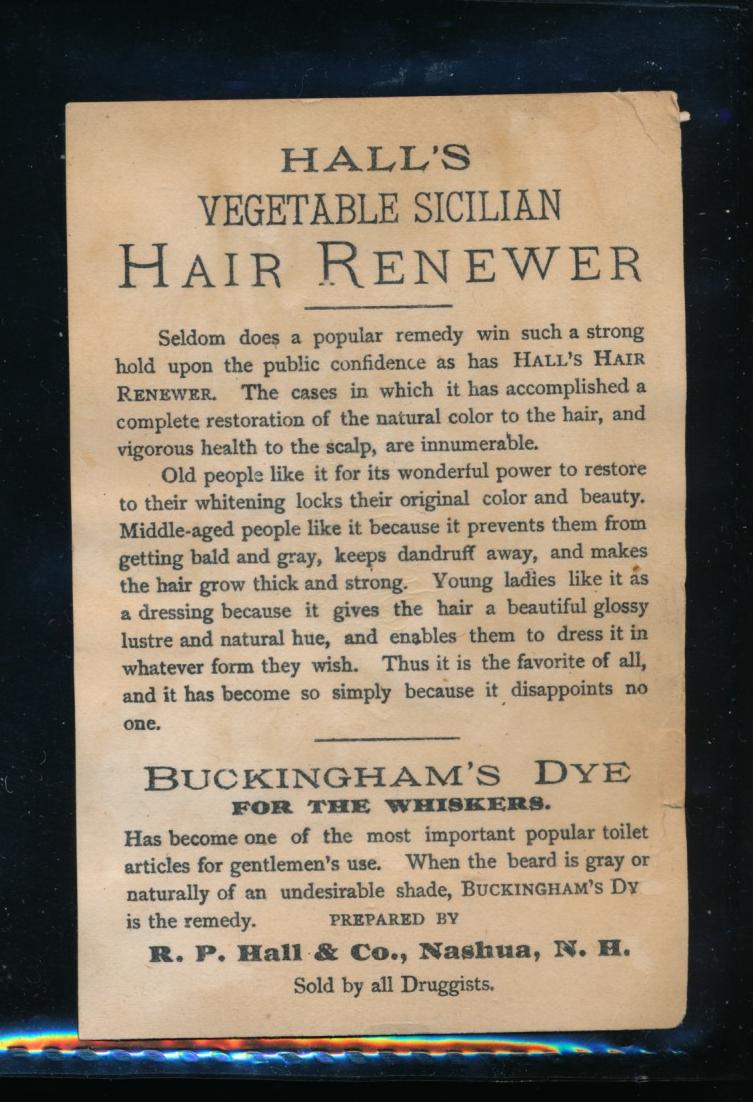 HALL'S
VEGETABLE SICILIAN
HAIR RENEWER
Seldom does a popular remedy win such a strong
hold upon the public confidence as has HALL'S HAIR
RENEWER. The cases in which it has accomplished a
complete restoration of the natural color to the hair, and
vigorous health to the scalp, are innumerable.
Old people like it for its wonderful power to restore
to their whitening locks their original color and beauty.
Middle-aged people like it because it prevents them from
getting bald and gray, keeps dandruff away, and makes
the hair grow thick and strong. Young ladies like it as
a dressing because it gives the hair a beautiful glossy
lustre and natural hue, and enables them to dress it in
whatever form they wish. Thus it is the favorite of all,
and it has become so simply because it disappoints no
one.
BUCKINGHAM'S DYE
FOR THE WHISKERS.
Has become one of the most important popular toilet
articles for gentlemen's use. When the beard is gray or
naturally of an undesirable shade, BUCKINGHAM'S DY
is the remedy. PREPARED BY
R. P. Hall & Co., Nashua, N. H.
Sold by all Druggists.